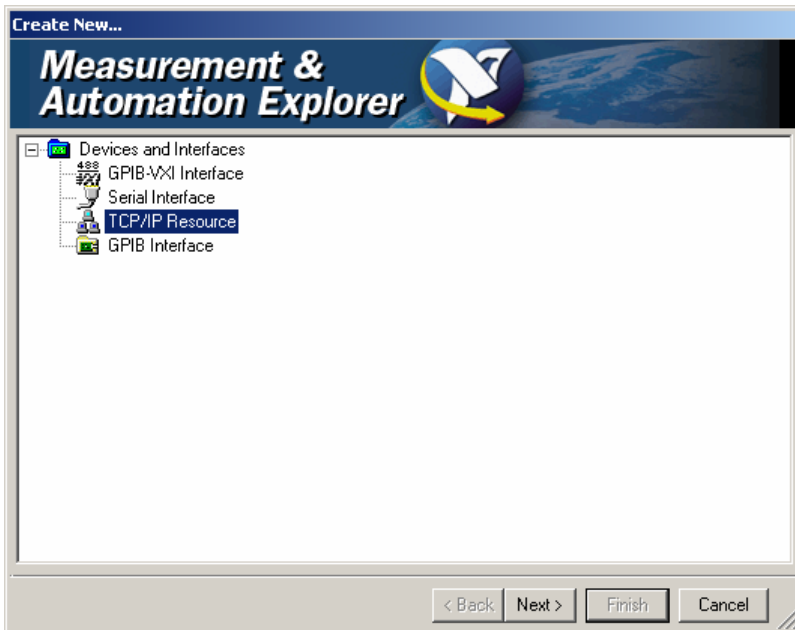 Create New...
Measurement &
Automation Explorer
Devices and Interfaces
GPIB-VXI Interface
Serial Interface
TCP/IP Resource
GPIB Interface
< Back Next > Finish Cancel